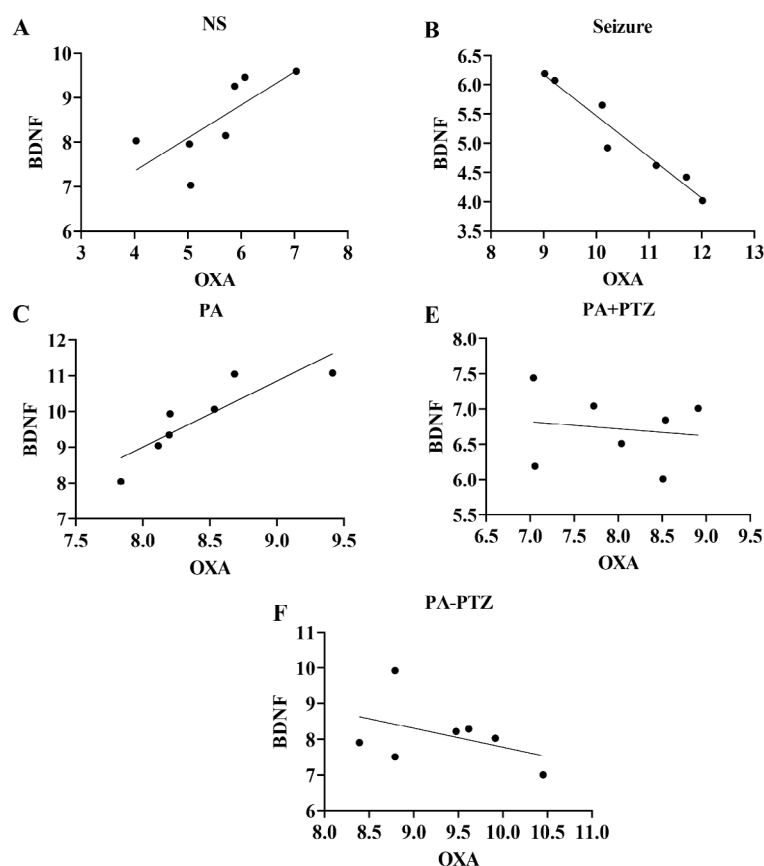 A
NS
BDNF
10
9
8
7
6
3 4 5 6 7 8
OXA
B
Seizure
BDNF
6.5
6.0
5.5
5.0
4.5
4.0
3.5
8 9 10 11 12 13
OXA
C
PA
BDNF
12
11
10
9
8
7
7.5 8.0 8.5 9.0 9.5
OXA
E
PA+PTZ
BDNF
8.0
7.5
7.0
6.5
6.0
5.5
6.5 7.0 7.5 8.0 8.5 9.0 9.5
OXA
F
PA-PTZ
BDNF
11
10
9
8
7
6
8.0 8.5 9.0 9.5 10.0 10.5 11.0
OXA